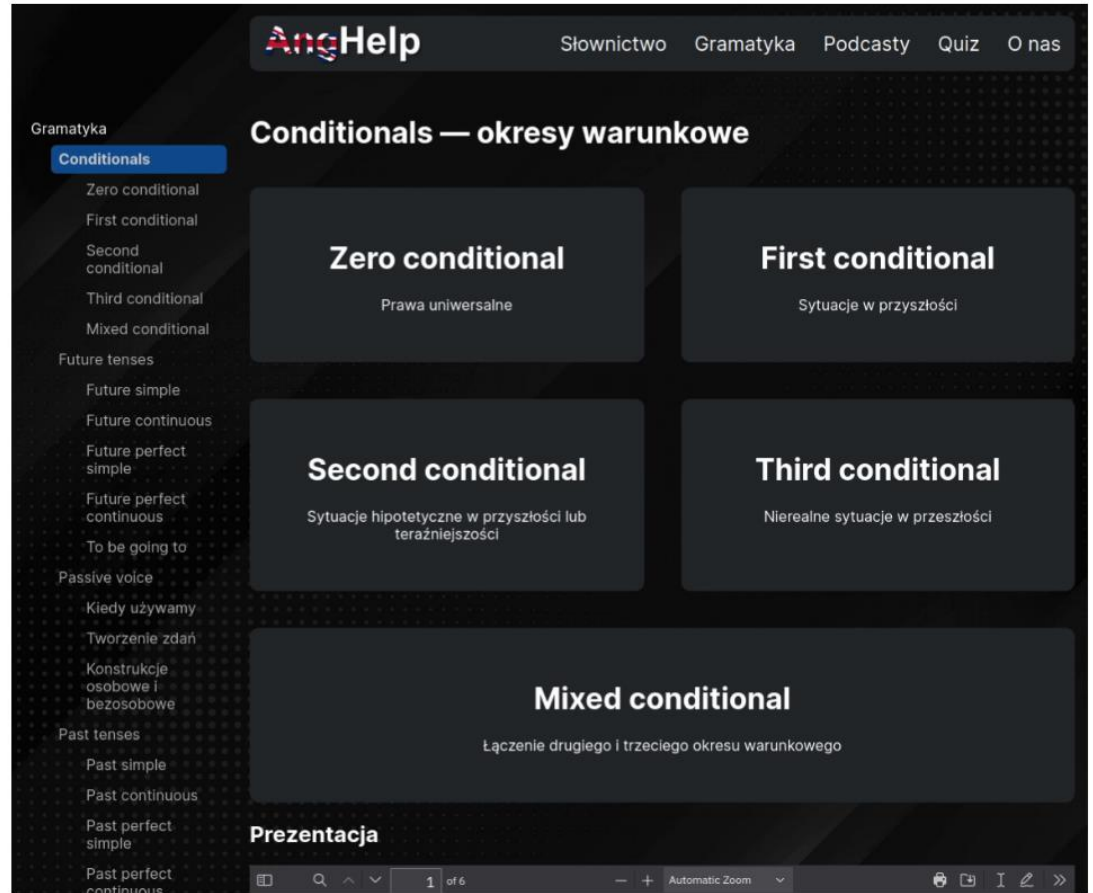 AngHelp
Słownictwo Gramatyka Podcasty Quiz O nas
Gramatyka
Conditionals
Zero conditional
First conditional
Second
conditional
Third conditional
Mixed conditional
Future tenses
Future simple
Future continuous
Future perfect
simple
Future perfect
continuous
To be going to
Passive voice
Kiedy używamy
Tworzenie zdań
Konstrukcje
osobowe i
bezosobowe
Past tenses
Past simple
Past continuous
Past perfect
simple
Past perfect
continuous
Conditionals — okresy warunkowe
Zero conditional
Prawa uniwersalne
First conditional
Sytuacje w przyszłości
Second conditional
Sytuacje hipotetyczne w przyszłości lub
teraźniejszości
Third conditional
Nierealne sytuacje w przeszłości
Mixed conditional
Łączenie drugiego i trzeciego okresu warunkowego
Prezentacja
1 of 6
Automatic Zoom